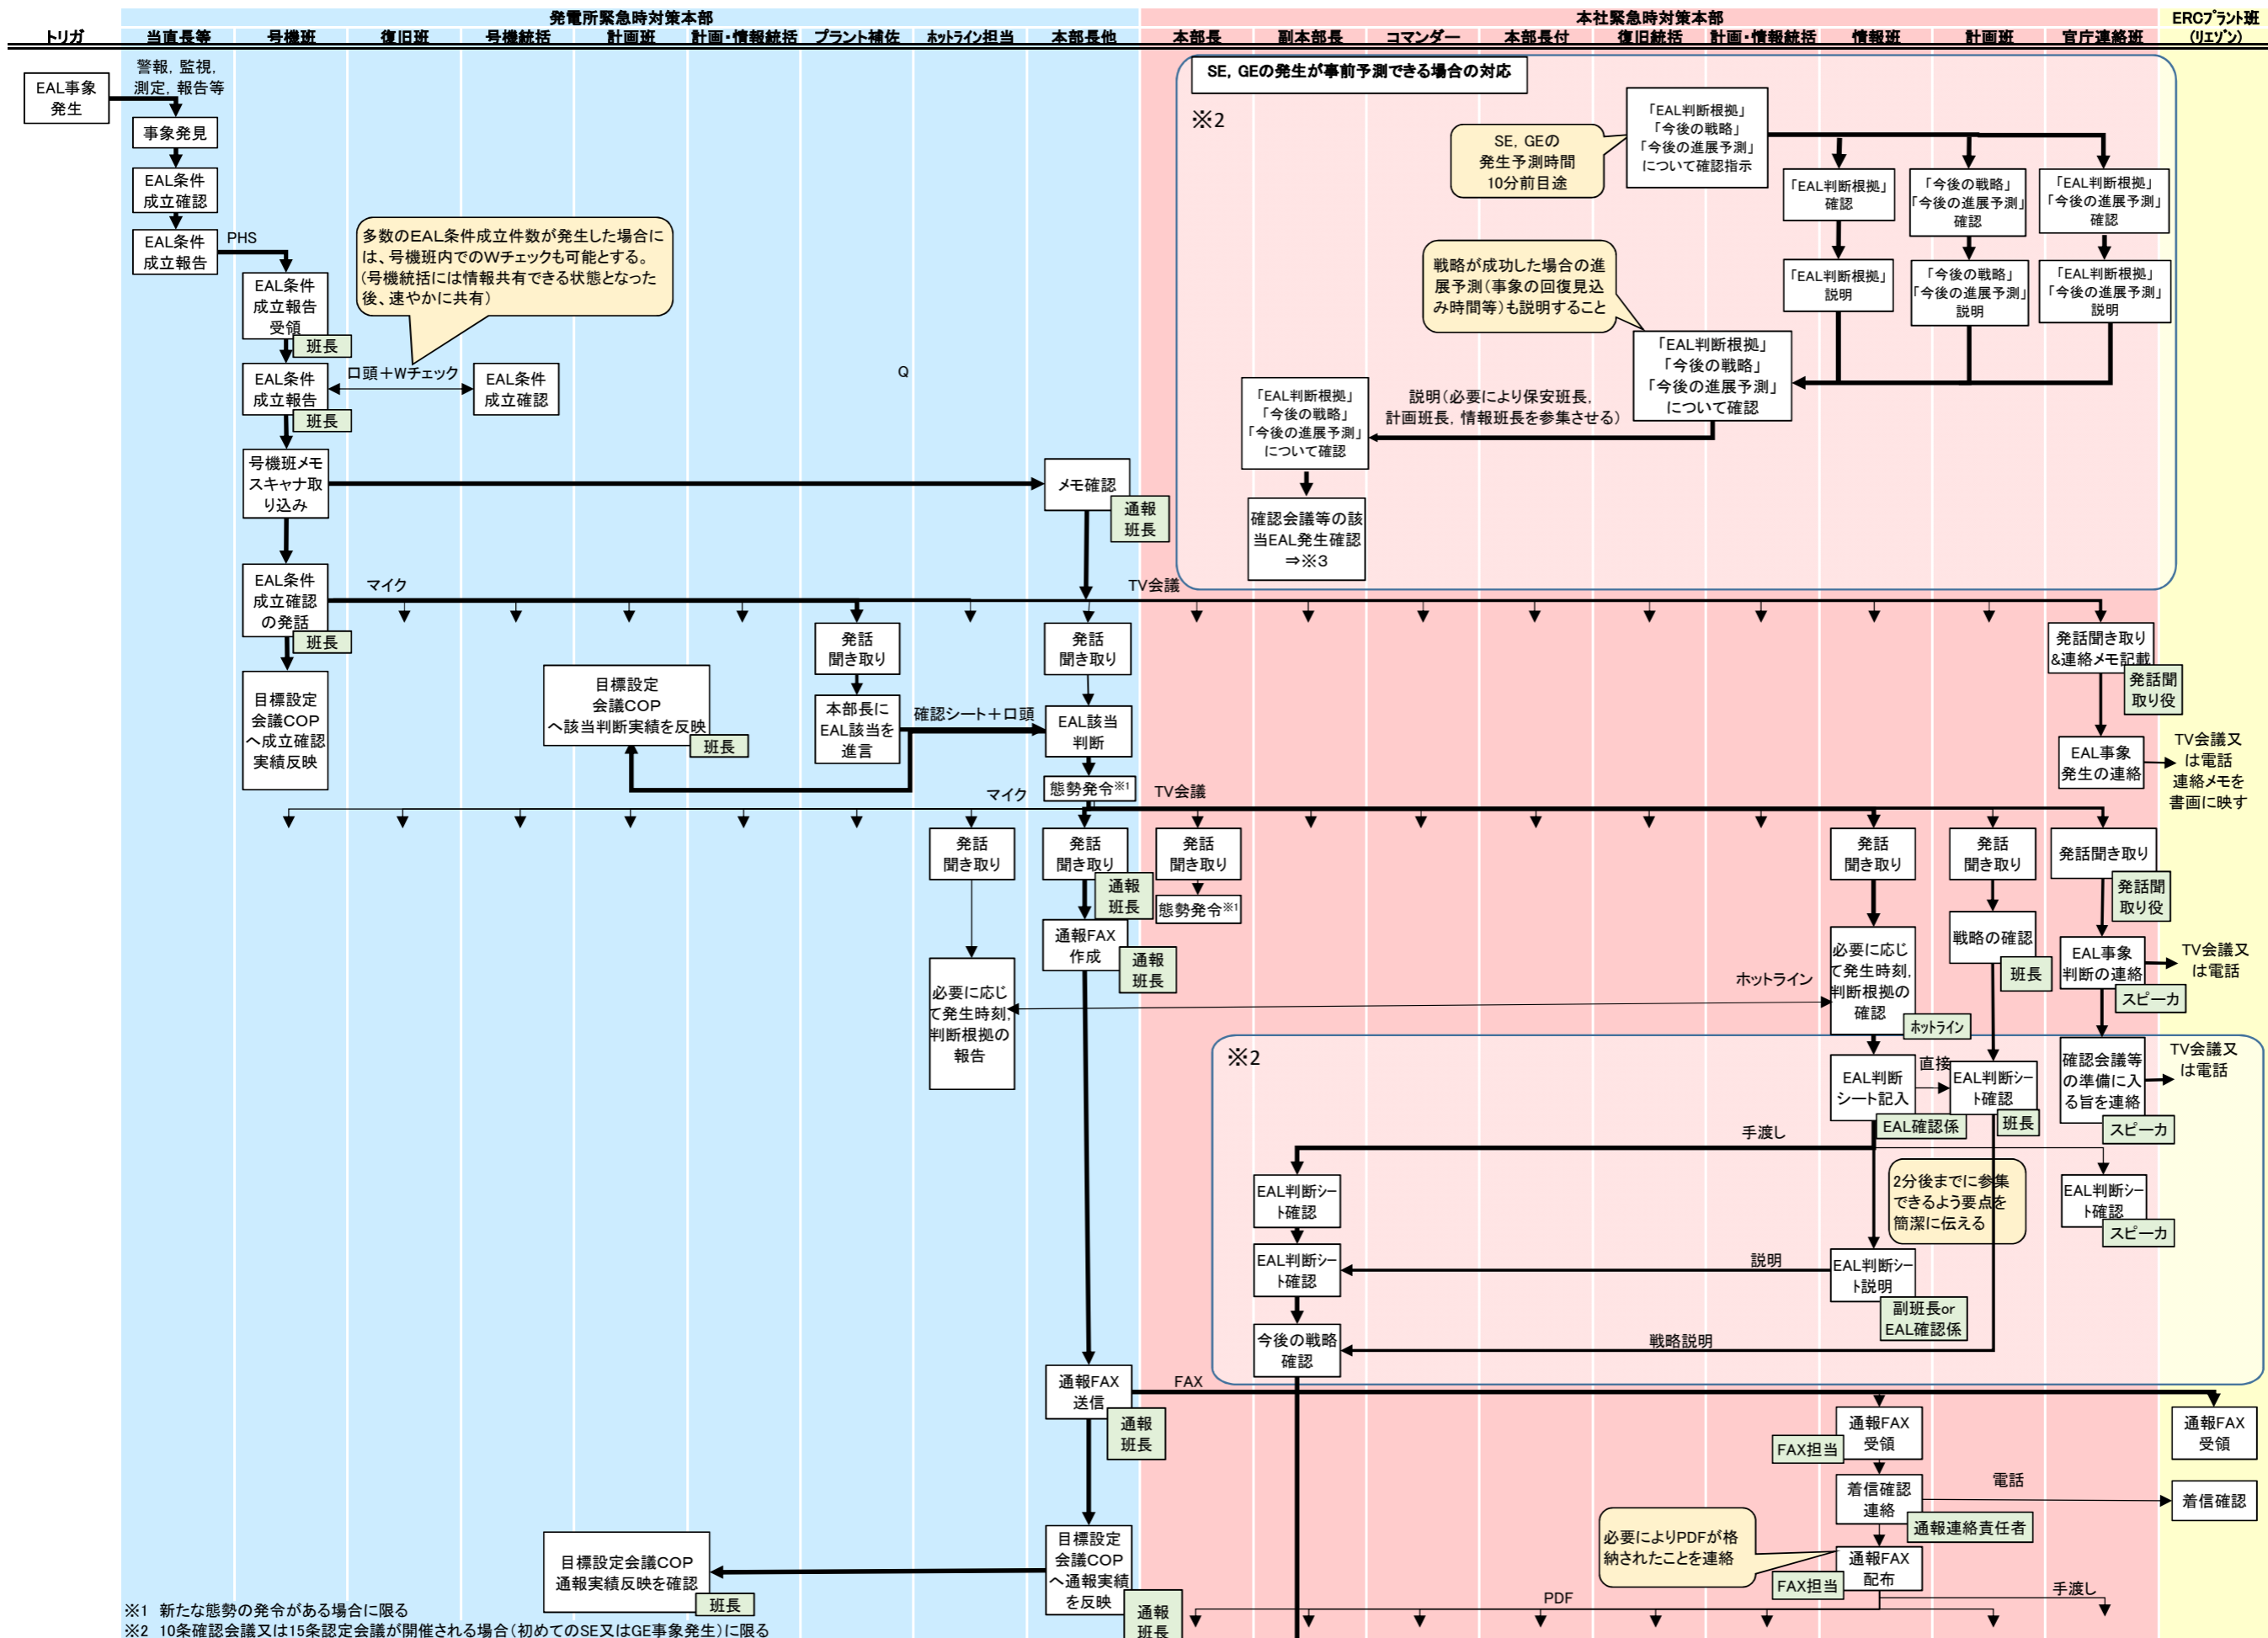 発電所緊急時対策本部
本社緊急時対策本部
ERCプラント班
(リエゾン)
トリガ
当直長等
号機班
復旧班
号機統括
計画班
計画・情報統括
プラント補佐
ホットライン担当
本部長他
本部長
副本部長
コマンダー
本部長付
復旧統括
計画・情報統括
情報班
計画班
官庁連絡班
EAL事象
発生
警報，監視，
測定，報告等
事象発見
EAL条件
成立確認
EAL条件
成立報告
PHS
EAL条件
成立報告
受領
班長
多数のEAL条件成立件数が発生した場合に
は、号機班内でのWチェックも可能とする。
(号機統括には情報共有できる状態となった
後、速やかに共有)
EAL条件
成立報告
班長
口頭＋Wチェック
EAL条件
成立確認
Q
号機班メモ
スキャナ取
り込み
メモ確認
通報
班長
SE，GEの発生が事前予測できる場合の対応
※2
SE，GEの
発生予測時間
10分前目途
「EAL判断根拠」
「今後の戦略」
「今後の進展予測」
について確認指示
「EAL判断根拠」
確認
「今後の戦略」
「今後の進展予測」
確認
「EAL判断根拠」
「今後の進展予測」
確認
「EAL判断根拠」
説明
「今後の戦略」
「今後の進展予測」
説明
「EAL判断根拠」
「今後の進展予測」
説明
戦略が成功した場合の進
展予測(事象の回復見込
み時間等)も説明すること
「EAL判断根拠」
「今後の戦略」
「今後の進展予測」
について確認
説明(必要により保安班長，
計画班長，情報班長を参集させる)
「EAL判断根拠」
「今後の戦略」
「今後の進展予測」
について確認
確認会議等の該
当EAL発生確認
⇒※3
EAL条件
成立確認
の発話
班長
マイク
TV会議
発話
聞き取り
発話
聞き取り
発話聞き取り
&連絡メモ記載
発話聞
取り役
目標設定
会議COP
へ成立確認
実績反映
目標設定
会議COP
へ該当判断実績を反映
班長
本部長に
EAL該当を
進言
確認シート＋口頭
EAL該当
判断
態勢発令※1
EAL事象
発生の連絡
TV会議又
は電話
連絡メモを
書画に映す
マイク
TV会議
発話
聞き取り
発話
聞き取り
通報
班長
発話
聞き取り
態勢発令※1
発話
聞き取り
発話
聞き取り
発話聞き取り
発話聞
取り役
通報FAX
作成
通報
班長
必要に応じ
て発生時刻，
判断根拠の
報告
ホットライン
必要に応じ
て発生時刻，
判断根拠の
確認
ホットライン
戦略の確認
班長
EAL事象
判断の連絡
スピーカ
TV会議又
は電話
※2
EAL判断
シート記入
EAL確認係
直接
EAL判断シー
ト確認
班長
確認会議等
の準備に入
る旨を連絡
スピーカ
TV会議又
は電話
手渡し
EAL判断シー
ト確認
2分後までに参集
できるよう要点を
簡潔に伝える
EAL判断シー
ト確認
スピーカ
EAL判断シー
ト確認
説明
EAL判断シー
ト説明
副班長or
EAL確認係
今後の戦略
確認
戦略説明
通報FAX
送信
通報
班長
FAX
通報FAX
受領
FAX担当
通報FAX
受領
着信確認
連絡
通報連絡責任者
電話
着信確認
必要によりPDFが格
納されたことを連絡
通報FAX
配布
FAX担当
PDF
手渡し
目標設定会議COP
通報実績反映を確認
班長
目標設定
会議COP
へ通報実績
を反映
通報
班長
※1 新たな態勢の発令がある場合に限る
※2 10条確認会議又は15条認定会議が開催される場合(初めてのSE又はGE事象発生)に限る